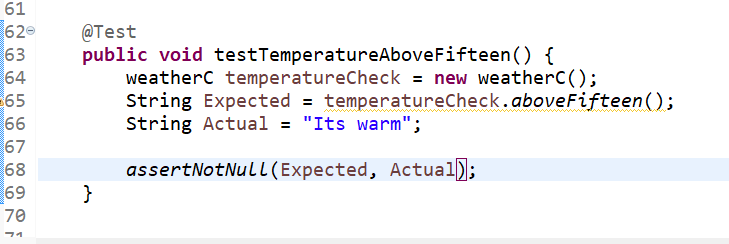 61
62 @Test
63 public void testTemperatureAboveFifteen() {
64 weatherC temperatureCheck = new weatherC();
65 String Expected = temperatureCheck.aboveFifteen();
66 String Actual = "Its warm";
67
68 assertNotNull(Expected, Actual);
69 }
70
71